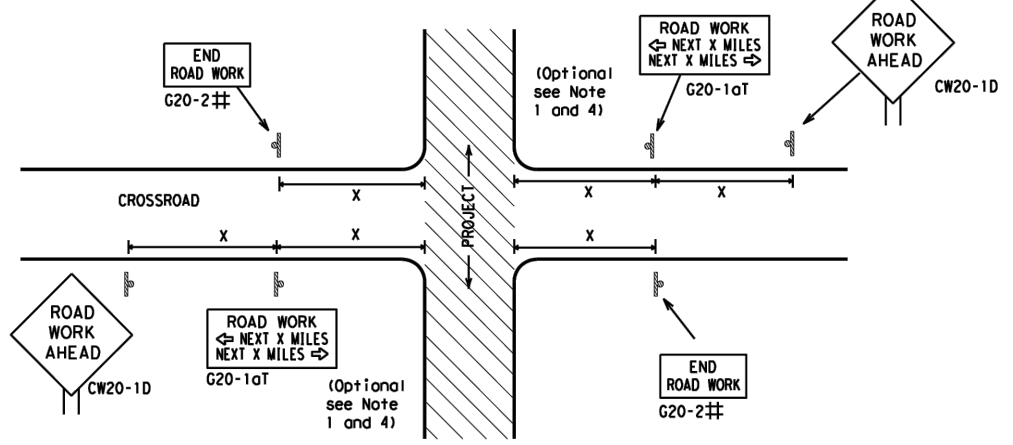 END
ROAD WORK
G20-2#
(Optional
see Note
1 and 4)
ROAD WORK
⇦ NEXT X MILES
NEXT X MILES ⇨
G20-1aT
ROAD
WORK
AHEAD
CW20-1D
CROSSROAD
X
X
X
PROJECT
X
X
X
ROAD
WORK
AHEAD
CW20-1D
ROAD WORK
⇦ NEXT X MILES
NEXT X MILES ⇨
G20-1aT
(Optional
see Note
1 and 4)
END
ROAD WORK
G20-2#